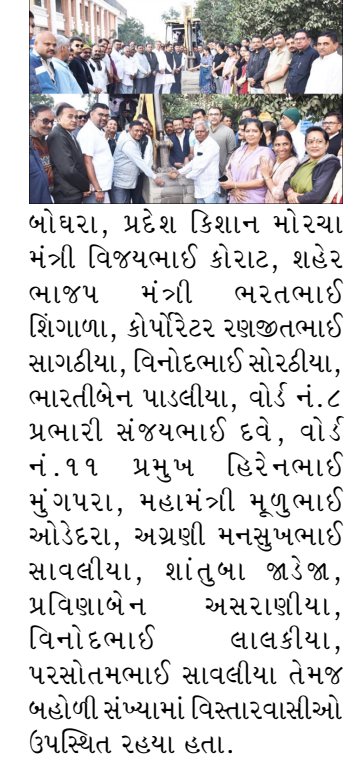 બોઘરા, પ્રદેશ કિશાન મોરચા
મંત્રી વિજયભાઈ કોરાટ, શહેર
ભાજપ મંત્રી ભરતભાઈ
શિંગાળા, કોર્પોરેટર રણજીતભાઈ
સાગઠીયા, વિનોદભાઈ સોરઠીયા,
ભારતીબેન પાડલીયા, વોર્ડ નં.૮
પ્રભારી સંજયભાઈ દવે, વોર્ડ
નં.૧૧ પ્રમુખ હિરેનભાઈ
મુંગપરા, મહામંત્રી મૂળુભાઈ
ઓડેદરા, અગ્રણી મનસુખભાઈ
સાવલીયા, શાંતુબા જાડેજા,
પ્રવિણાબેન અસરાણીયા,
વિનોદભાઈ લાલકીયા,
પરસોતમભાઈ સાવલીયા તેમજ
બહોળી સંખ્યામાં વિસ્તારવાસીઓ
ઉપસ્થિત રહયા હતા.